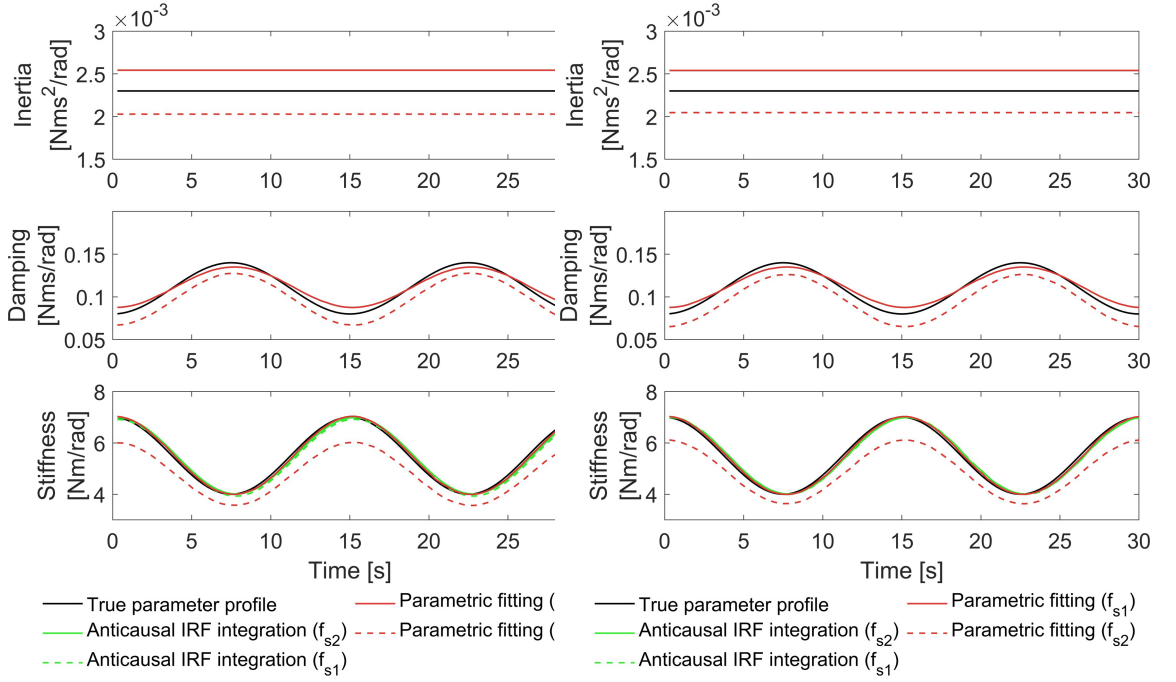 ×10⁻³
3
2.5
2
1.5
Inertia
[Nms²/rad]
0 5 10 15 20 25
0.15
0.1
0.05
Damping
[Nms/rad]
0 5 10 15 20 25
8
6
4
Stiffness
[Nm/rad]
0 5 10 15 20 25
Time [s]
True parameter profile
Anticausal IRF integration (fs2)
Anticausal IRF integration (fs1)
Parametric fitting (
Parametric fitting (
×10⁻³
3
2.5
2
1.5
Inertia
[Nms²/rad]
0 5 10 15 20 25 30
0.15
0.1
0.05
Damping
[Nms/rad]
0 5 10 15 20 25 30
8
6
4
Stiffness
[Nm/rad]
0 5 10 15 20 25 30
Time [s]
True parameter profile
Anticausal IRF integration (fs2)
Anticausal IRF integration (fs1)
Parametric fitting (fs1)
Parametric fitting (fs2)